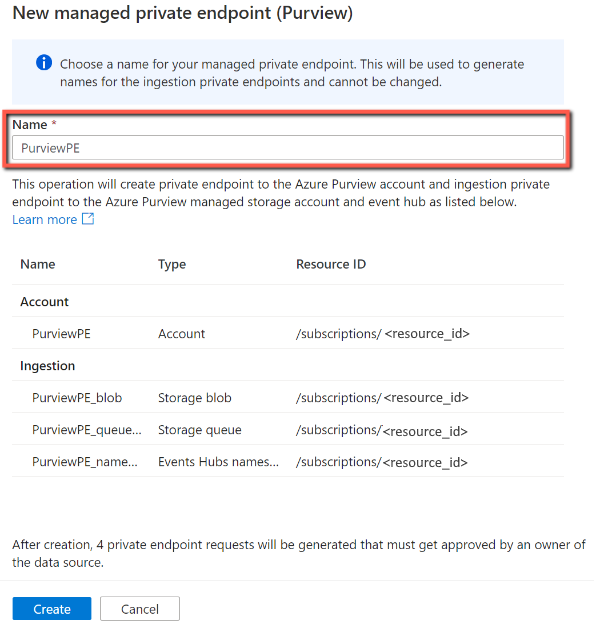 New managed private endpoint (Purview)
Choose a name for your managed private endpoint. This will be used to generate
names for the ingestion private endpoints and cannot be changed.
Name *
PurviewPE
This operation will create private endpoint to the Azure Purview account and ingestion private
endpoint to the Azure Purview managed storage account and event hub as listed below.
Learn more
Name Type Resource ID
Account
PurviewPE Account /subscriptions/ <resource_id>
Ingestion
PurviewPE_blob Storage blob /subscriptions/ <resource_id>
PurviewPE_queue... Storage queue /subscriptions/ <resource_id>
PurviewPE_name... Events Hubs names... /subscriptions/ <resource_id>
After creation, 4 private endpoint requests will be generated that must get approved by an owner of
the data source.
Create Cancel